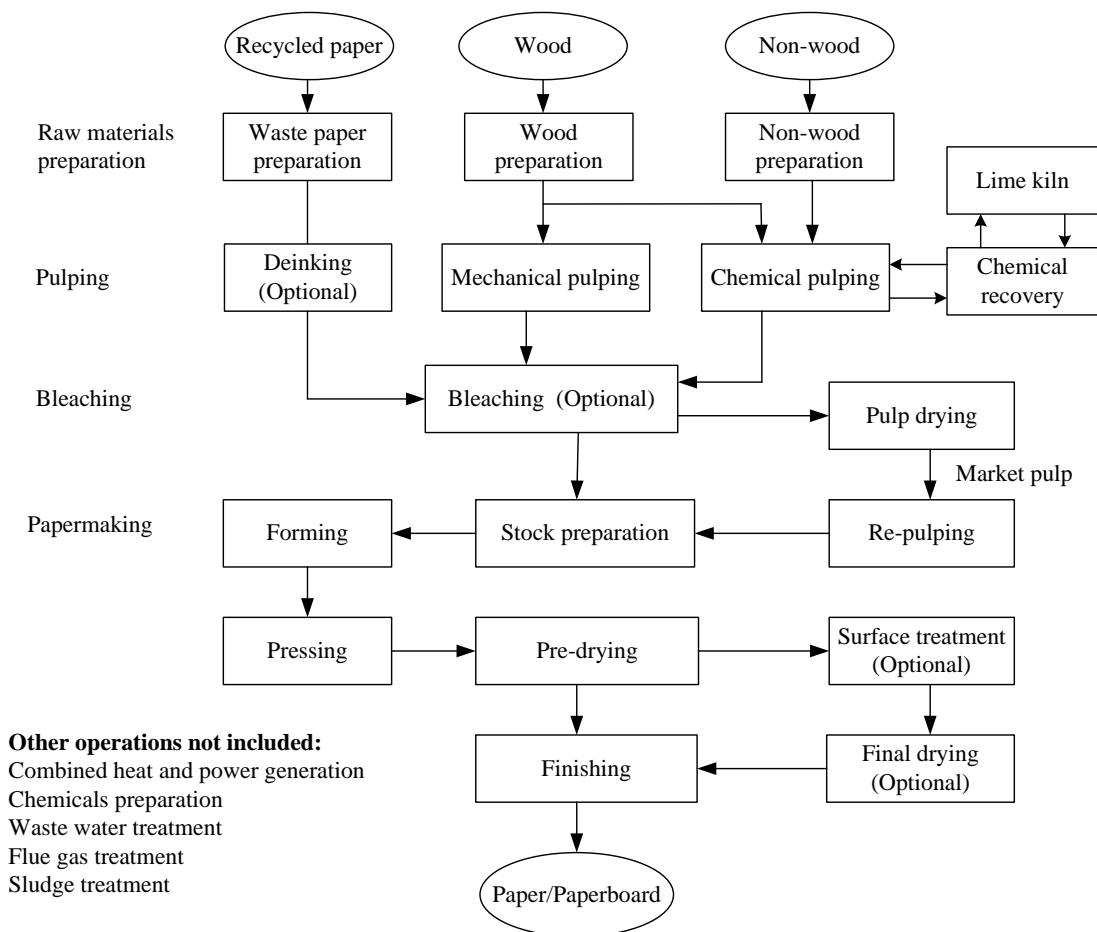 Recycled paper
Wood
Non-wood
Raw materials
preparation
Waste paper
preparation
Wood
preparation
Non-wood
preparation
Lime kiln
Pulping
Deinking
(Optional)
Mechanical pulping
Chemical pulping
Chemical
recovery
Bleaching
Bleaching (Optional)
Pulp drying
Market pulp
Papermaking
Forming
Stock preparation
Re-pulping
Pressing
Pre-drying
Surface treatment
(Optional)
Other operations not included:
Combined heat and power generation
Chemicals preparation
Waste water treatment
Flue gas treatment
Sludge treatment
Finishing
Final drying
(Optional)
Paper/Paperboard